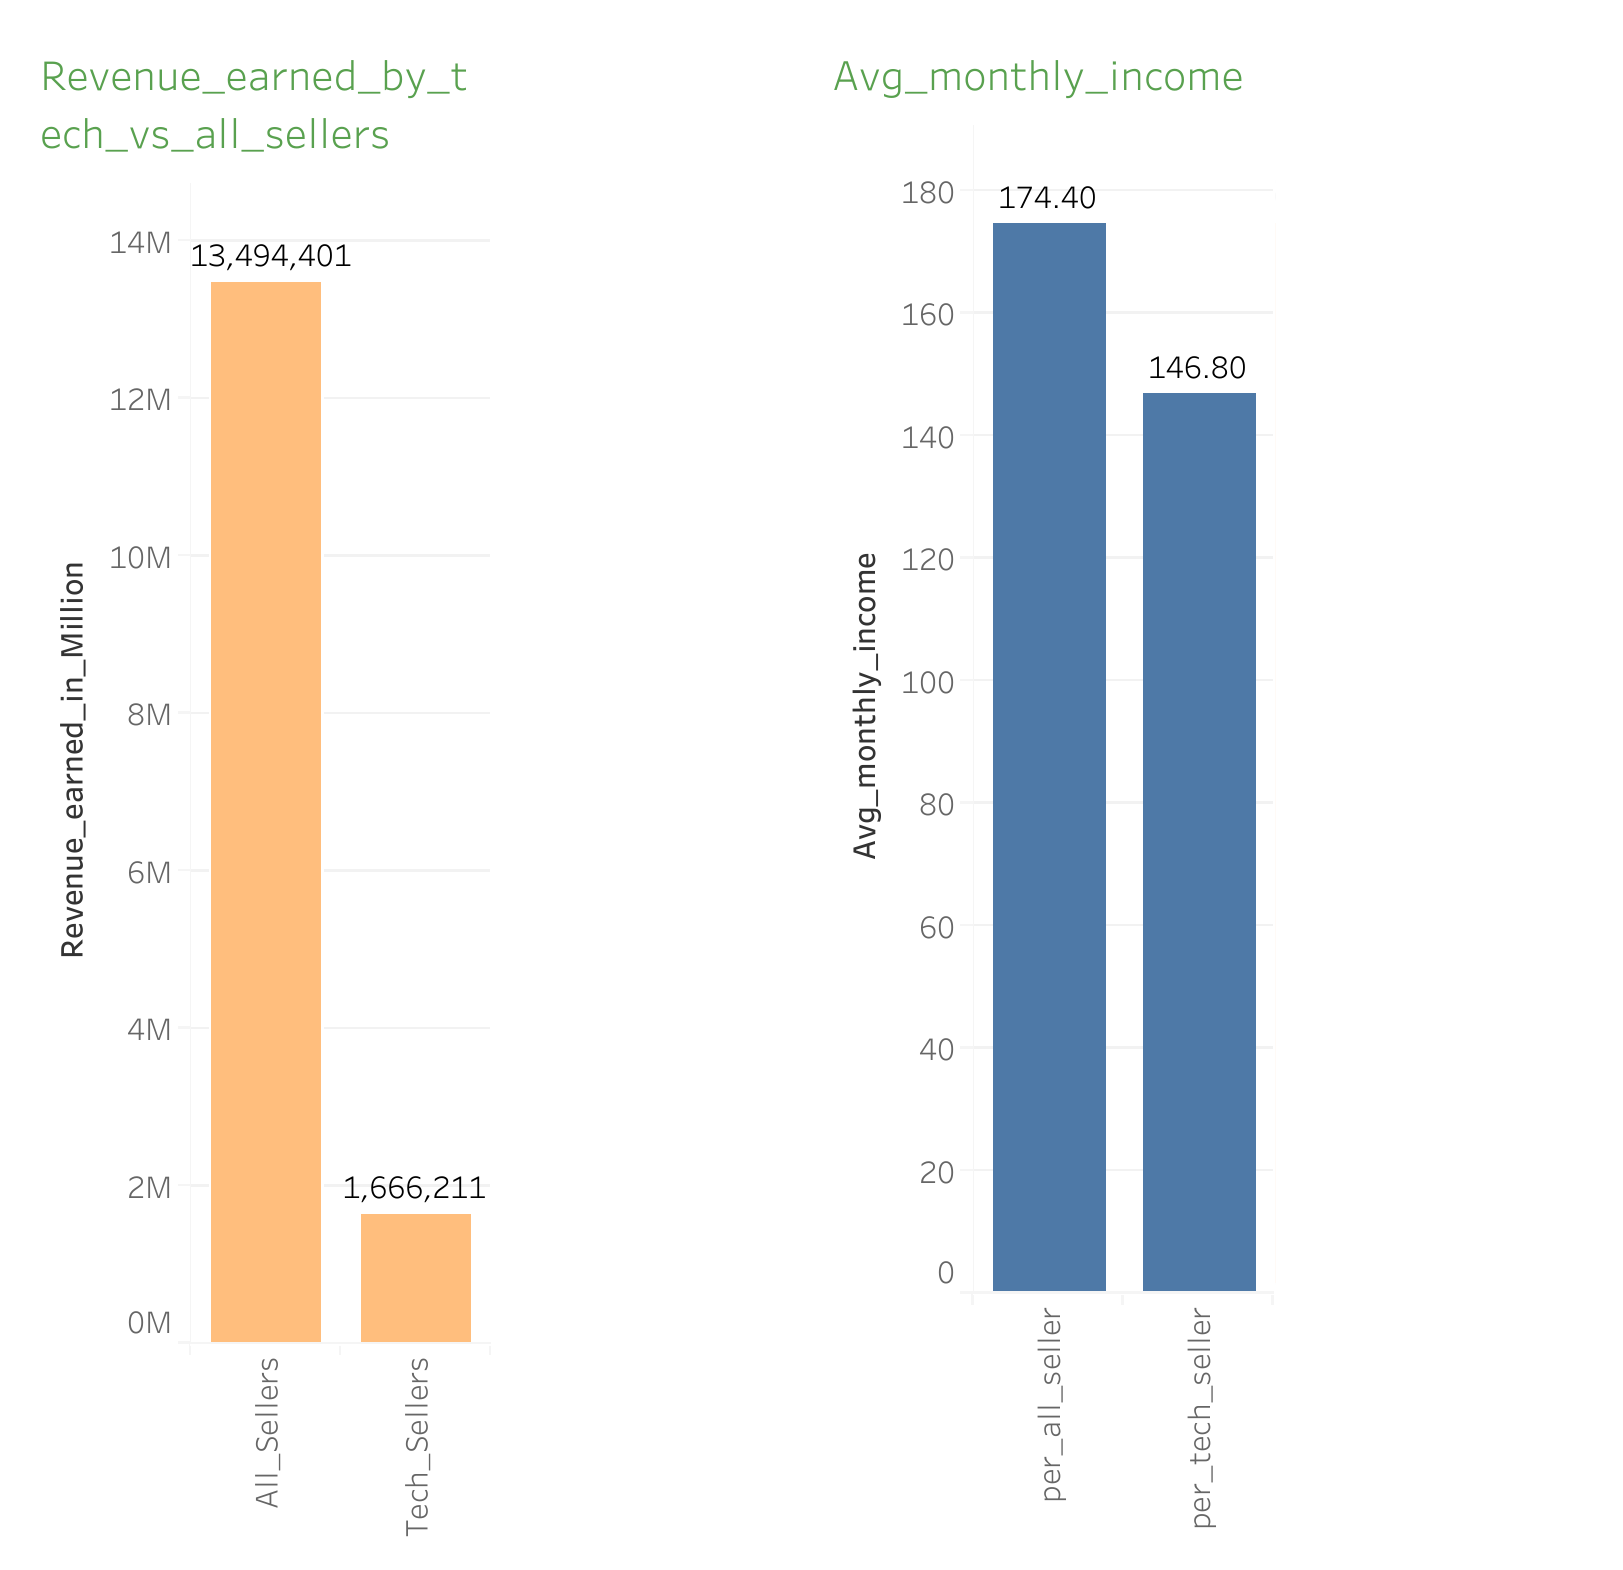 Revenue_earned_by_t
ech_vs_all_sellers
14M
13,494,401
12M
10M
8M
6M
4M
2M
1,666,211
0M
Revenue_earned_in_Million
All_Sellers
Tech_Sellers
Avg_monthly_income
180
174.40
160
146.80
140
120
100
80
60
40
20
0
Avg_monthly_income
per_all_seller
per_tech_seller